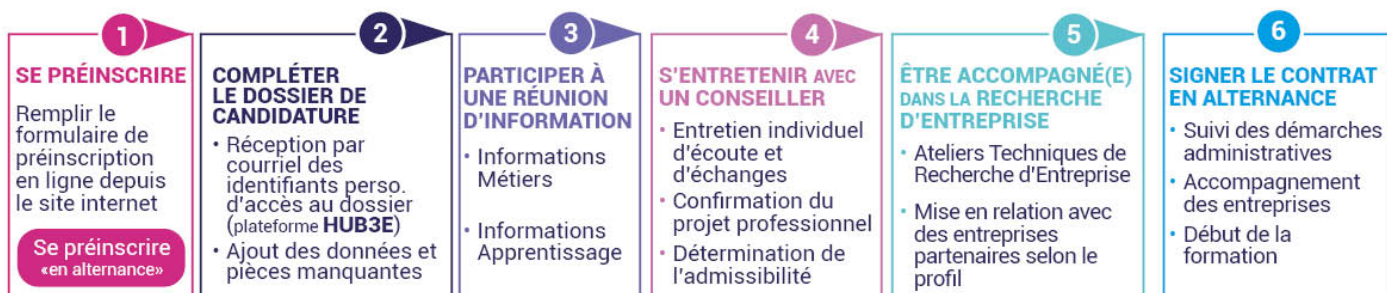 1
SE PRÉINSCRIRE
Remplir le
formulaire de
préinscription
en ligne depuis
le site internet
Se préinscrire
«en alternance»
2
COMPLÉTER
LE DOSSIER DE
CANDIDATURE
• Réception par
courriel des
identifiants perso.
d'accès au dossier
(plateforme HUB3E)
• Ajout des données et
pièces manquantes
3
PARTICIPER À
UNE RÉUNION
D'INFORMATION
• Informations
Métiers
• Informations
Apprentissage
4
S'ENTRETENIR AVEC
UN CONSEILLER
• Entretien individuel
d'écoute et
d'échanges
• Confirmation du
projet professionnel
• Détermination de
l'admissibilité
5
ÊTRE ACCOMPAGNÉ(E)
DANS LA RECHERCHE
D'ENTREPRISE
• Ateliers Techniques de
Recherche d'Entreprise
• Mise en relation avec
des entreprises
partenaires selon le
profil
6
SIGNER LE CONTRAT
EN ALTERNANCE
• Suivi des démarches
administratives
• Accompagnement
des entreprises
• Début de la
formation